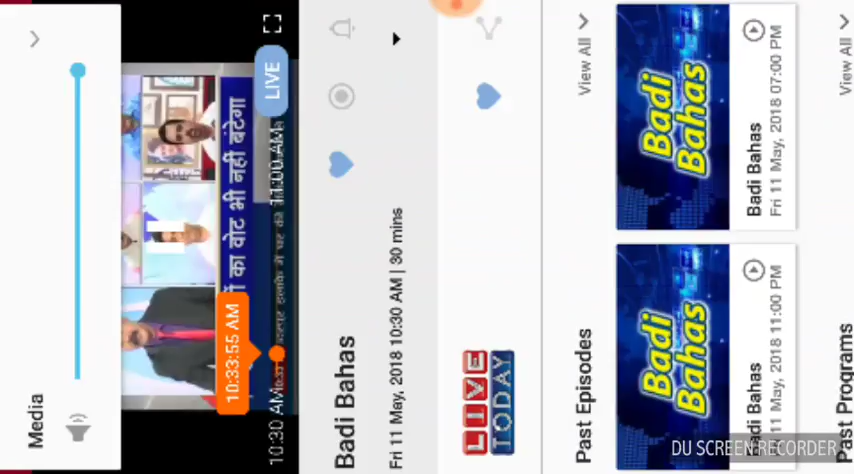 Media
LIVE
का वोट भी नहीं बंटेगा
10:33:55 AM
10:30 AM
11:00 AM
Badi Bahas
Fri 11 May, 2018 10:30 AM | 30 mins
LIVE
TODAY
Past Episodes
View All
Badi
Bahas
Badi Bahas
Fri 11 May, 2018 11:00 PM
Badi
Bahas
Badi Bahas
Fri 11 May, 2018 07:00 PM
Past Programs
View All
DU SCREEN RECORDER